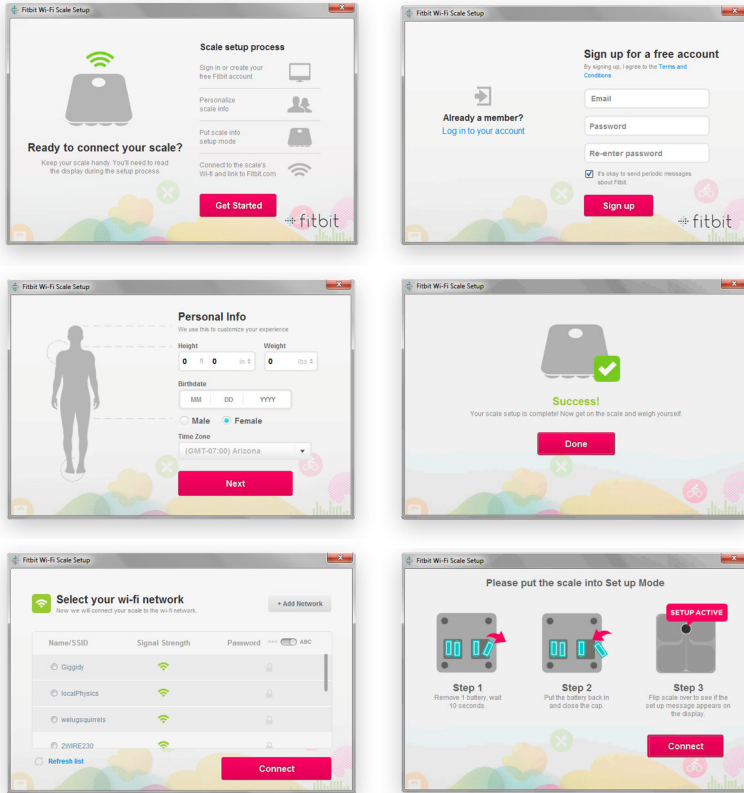 Fitbit Wi-Fi Scale Setup
Scale setup process
Sign in or create your
free Fitbit account
Personalize
scale info
Put scale into
setup mode
Connect to the scale's
Wi-fi and link to Fitbit.com
Ready to connect your scale?
Keep your scale handy. You'll need to read
the display during the setup process
Get Started
fitbit
Fitbit Wi-Fi Scale Setup
Sign up for a free account
By signing up, I agree to the Terms and
Conditions
Already a member?
Log in to your account
Email
Password
Re-enter password
It's okay to send periodic messages
about Fitbit.
Sign up
fitbit
Fitbit Wi-Fi Scale Setup
Personal Info
We use this to customize your experience
Height Weight
0 ft 0 in 0 lbs
Birthdate
MM DD YYYY
Male Female
Time Zone
(GMT-07:00) Arizona
Next
Fitbit Wi-Fi Scale Setup
Success!
Your scale setup is complete! Now get on the scale and weigh yourself.
Done
Fitbit Wi-Fi Scale Setup
Select your wi-fi network
Now we will connect your scale to the wi-fi network.
+ Add Network
Name/SSID Signal Strength Password *** ABC
Giggidy
localPhysics
welugsquirrels
2WIRE230
Refresh list
Connect
Fitbit Wi-Fi Scale Setup
Please put the scale into Set up Mode
SETUP ACTIVE
Step 1
Remove 1 battery, wait
10 seconds.
Step 2
Put the battery back in
and close the cap.
Step 3
Flip scale over to see if the
set up message appears on
the display.
Connect